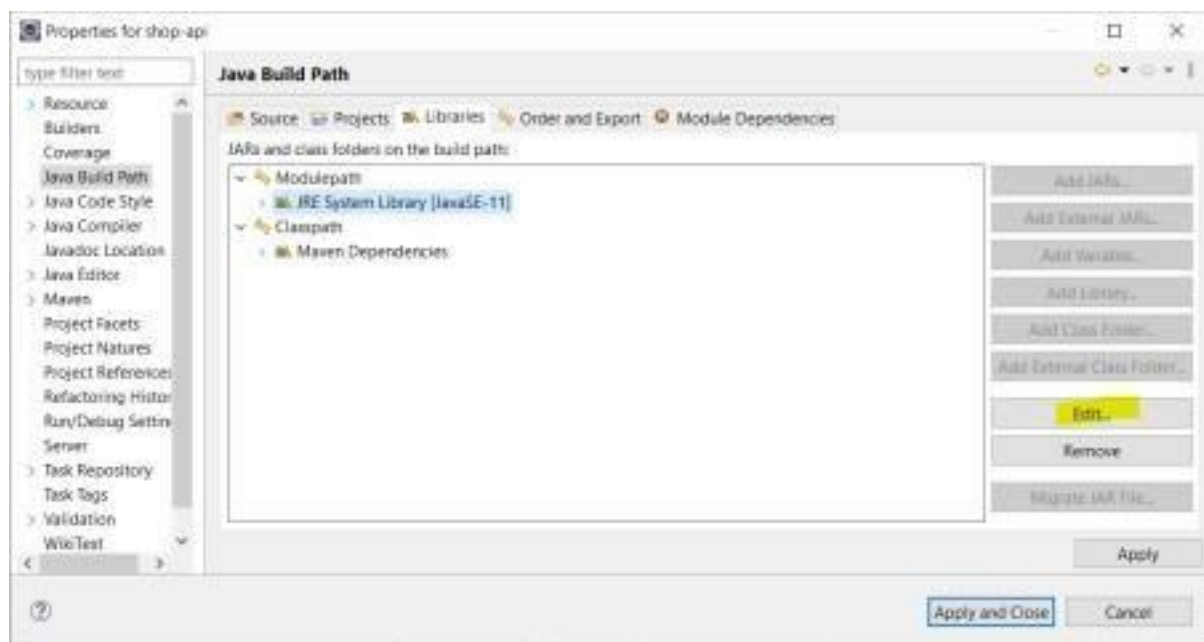 Properties for shop-api
type filter text
Resource
Builders
Coverage
Java Build Path
Java Code Style
Java Compiler
Javadoc Location
Java Editor
Maven
Project Facets
Project Natures
Project References
Refactoring Histor
Run/Debug Settin
Server
Task Repository
Task Tags
Validation
WikiText
Java Build Path
Source Projects Libraries Order and Export Module Dependencies
JARs and class folders on the build path:
Modulepath
JRE System Library [JavaSE-11]
Classpath
Maven Dependencies
Add JARs...
Add External JARs...
Add Variable...
Add Library...
Add Class Folder...
Add External Class Folder...
Edit...
Remove
Migrate JAR File...
Apply
Apply and Close Cancel